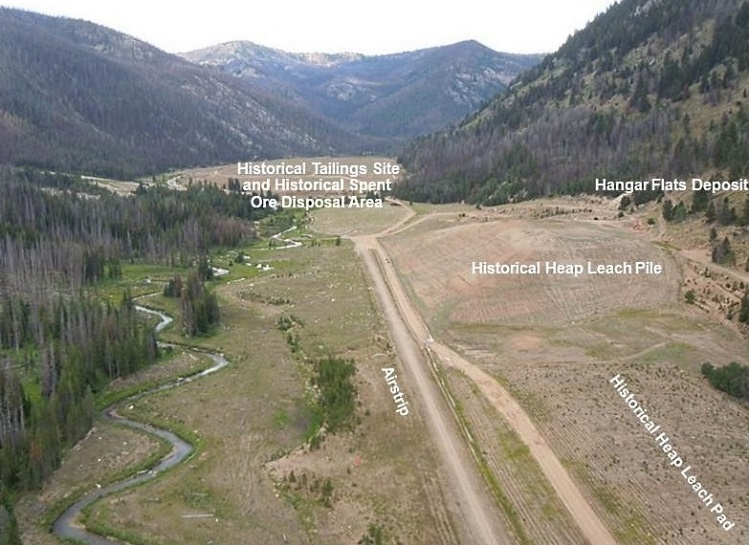 Historical Tailings Site
and Historical Spent
Ore Disposal Area
Hangar Flats Deposit
Historical Heap Leach Pile
Airstrip
Historical Heap Leach Pad